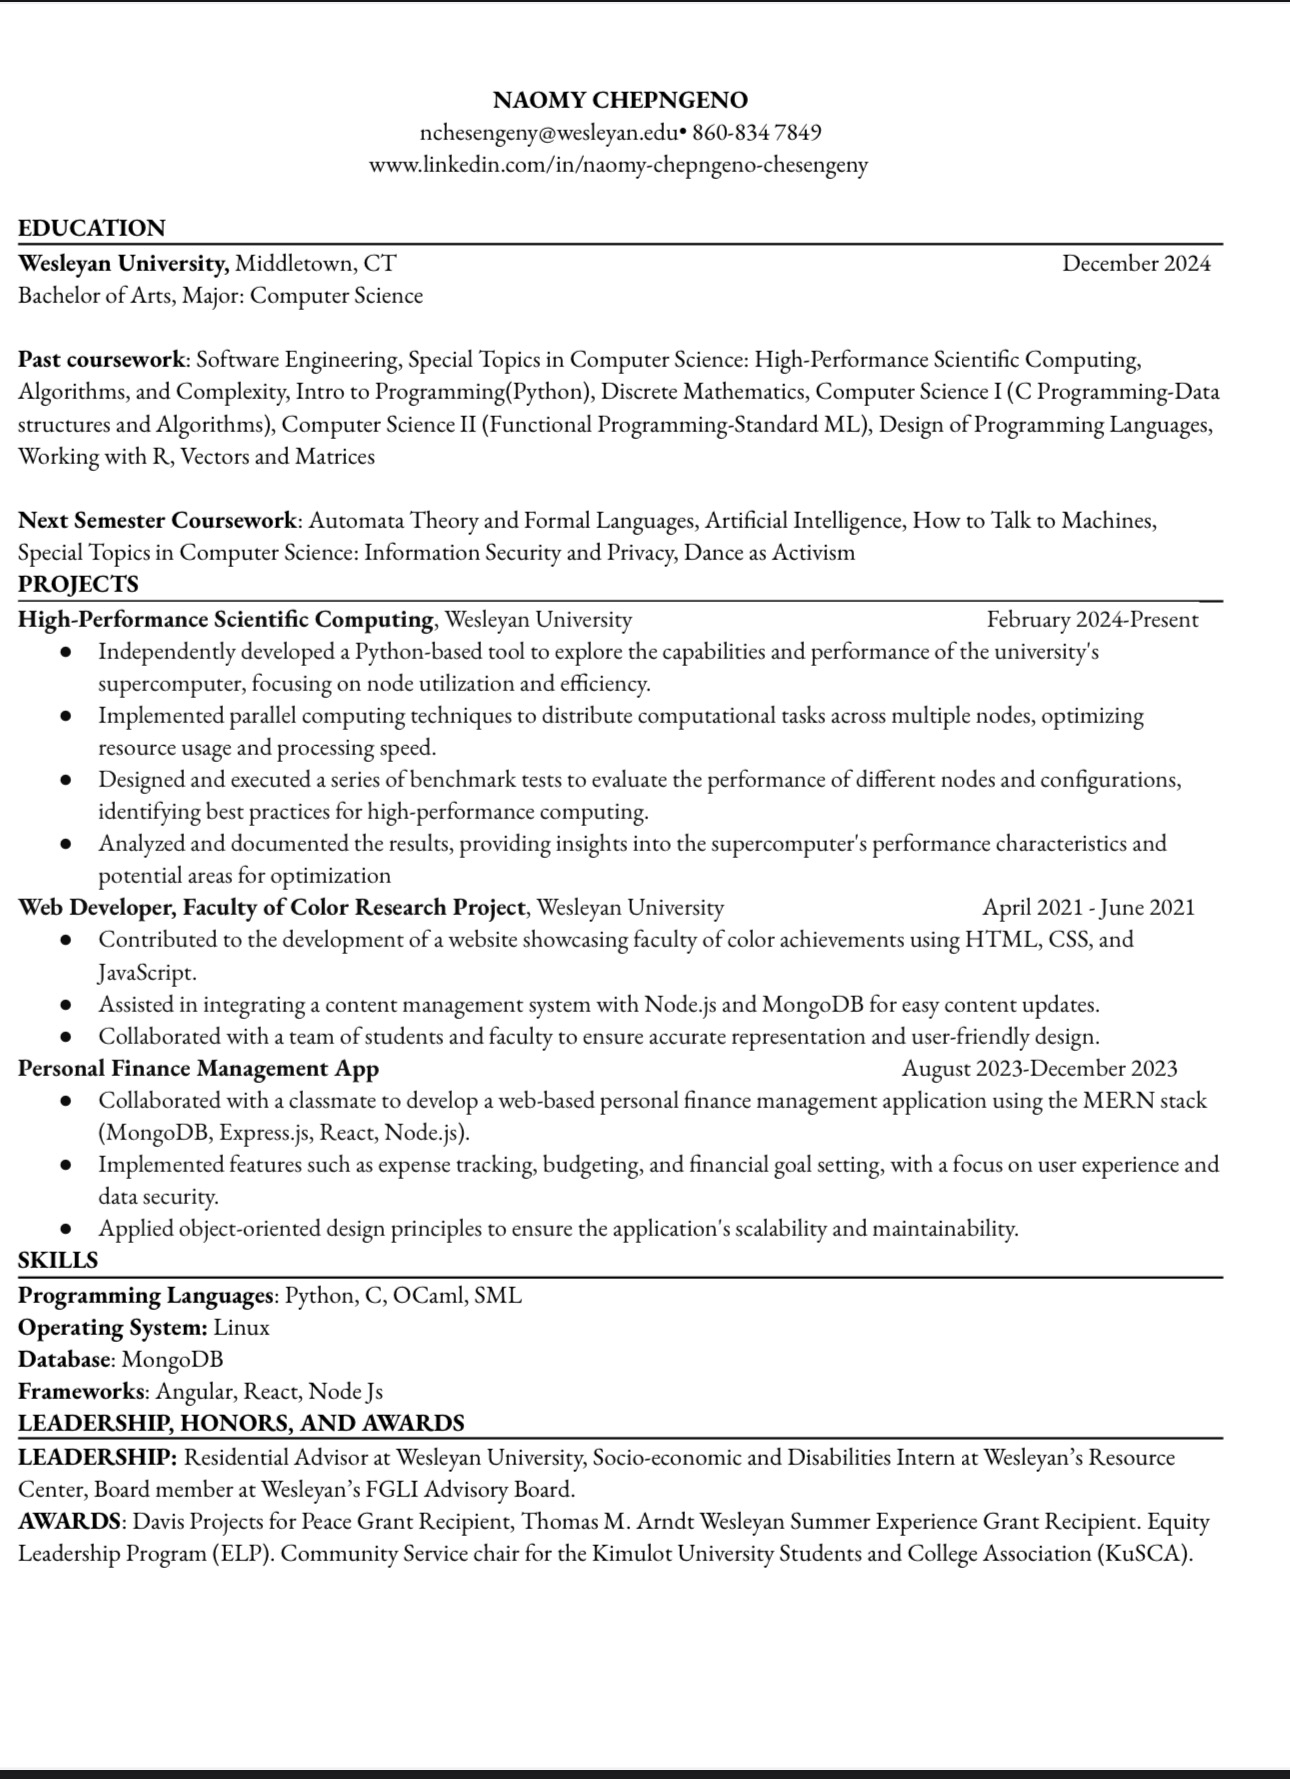 NAOMY CHEPNGENO
nchesengeny@wesleyan.edu• 860-834 7849
www.linkedin.com/in/naomy-chepngeno-chesengeny
EDUCATION
Wesleyan University, Middletown, CT December 2024
Bachelor of Arts, Major: Computer Science
Past coursework: Software Engineering, Special Topics in Computer Science: High-Performance Scientific Computing,
Algorithms, and Complexity, Intro to Programming(Python), Discrete Mathematics, Computer Science I (C Programming-Data
structures and Algorithms), Computer Science II (Functional Programming-Standard ML), Design of Programming Languages,
Working with R, Vectors and Matrices
Next Semester Coursework: Automata Theory and Formal Languages, Artificial Intelligence, How to Talk to Machines,
Special Topics in Computer Science: Information Security and Privacy, Dance as Activism
PROJECTS
High-Performance Scientific Computing, Wesleyan University February 2024-Present
● Independently developed a Python-based tool to explore the capabilities and performance of the university's
supercomputer, focusing on node utilization and efficiency.
● Implemented parallel computing techniques to distribute computational tasks across multiple nodes, optimizing
resource usage and processing speed.
● Designed and executed a series of benchmark tests to evaluate the performance of different nodes and configurations,
identifying best practices for high-performance computing.
● Analyzed and documented the results, providing insights into the supercomputer's performance characteristics and
potential areas for optimization
Web Developer, Faculty of Color Research Project, Wesleyan University April 2021 - June 2021
● Contributed to the development of a website showcasing faculty of color achievements using HTML, CSS, and
JavaScript.
● Assisted in integrating a content management system with Node.js and MongoDB for easy content updates.
● Collaborated with a team of students and faculty to ensure accurate representation and user-friendly design.
Personal Finance Management App August 2023-December 2023
● Collaborated with a classmate to develop a web-based personal finance management application using the MERN stack
(MongoDB, Express.js, React, Node.js).
● Implemented features such as expense tracking, budgeting, and financial goal setting, with a focus on user experience and
data security.
● Applied object-oriented design principles to ensure the application's scalability and maintainability.
SKILLS
Programming Languages: Python, C, OCaml, SML
Operating System: Linux
Database: MongoDB
Frameworks: Angular, React, Node Js
LEADERSHIP, HONORS, AND AWARDS
LEADERSHIP: Residential Advisor at Wesleyan University, Socio-economic and Disabilities Intern at Wesleyan’s Resource
Center, Board member at Wesleyan’s FGLI Advisory Board.
AWARDS: Davis Projects for Peace Grant Recipient, Thomas M. Arndt Wesleyan Summer Experience Grant Recipient. Equity
Leadership Program (ELP). Community Service chair for the Kimulot University Students and College Association (KuSCA).